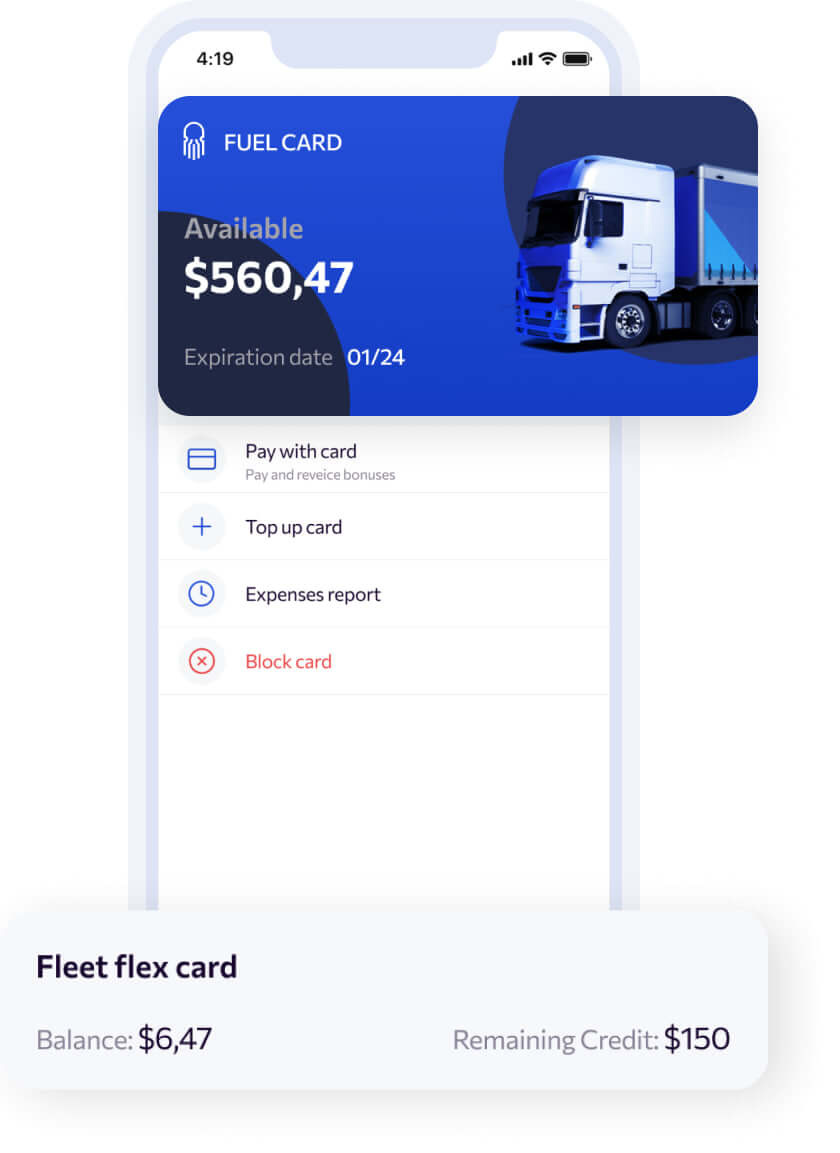 4:19
FUEL CARD
Available
$560,47
Expiration date 01/24
Pay with card
Pay and reveice bonuses
Top up card
Expenses report
Block card
Fleet flex card
Balance: $6,47 Remaining Credit: $150